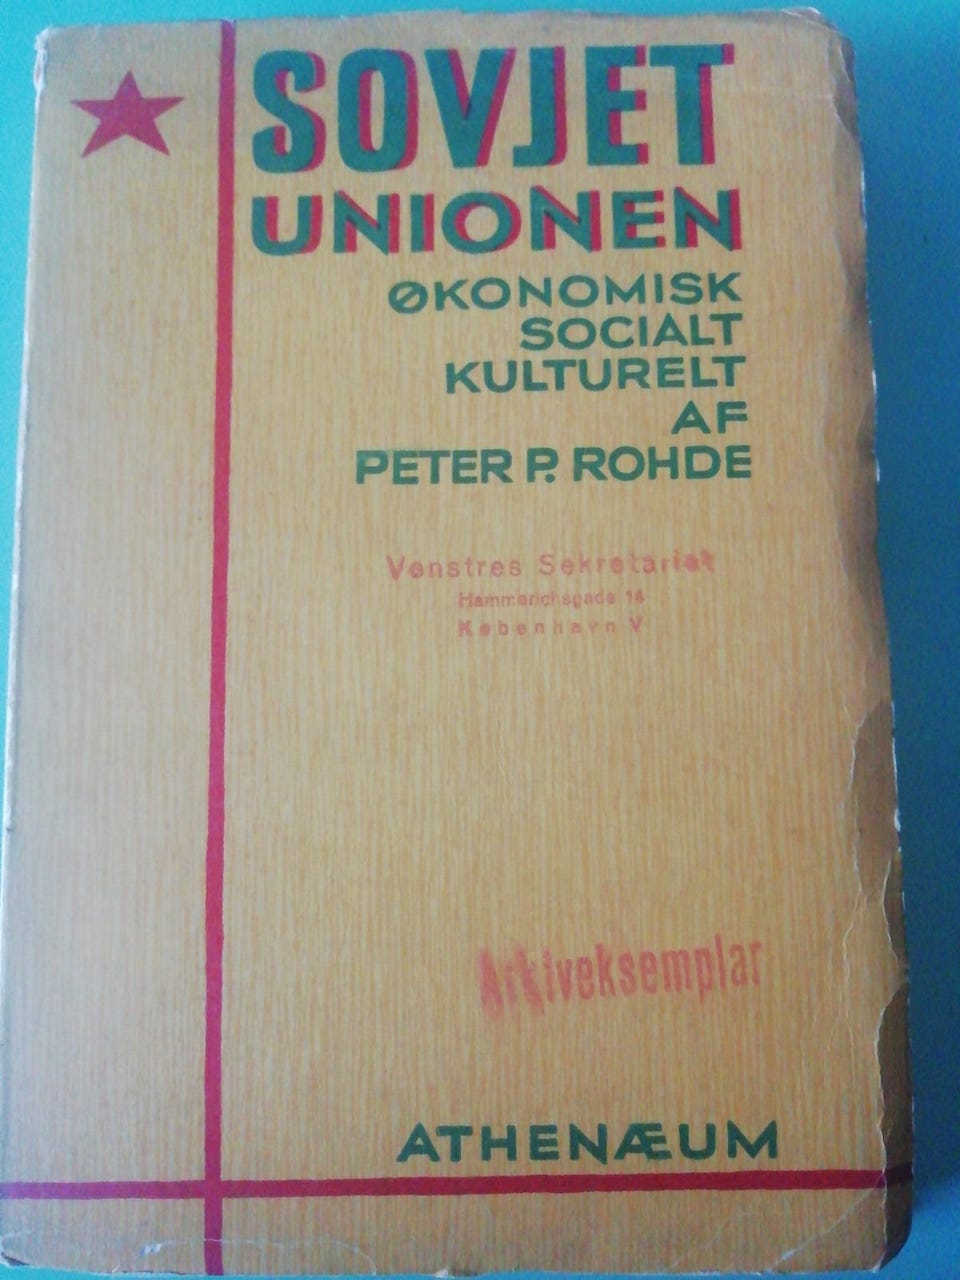 SOVJET
UNIONEN
ØKONOMISK
SOCIALT
KULTURELT
AF
PETER P. ROHDE
Venstres Sekretariat
Hammerichsgade 14
København V
Arkiveksemplar
ATHENÆUM